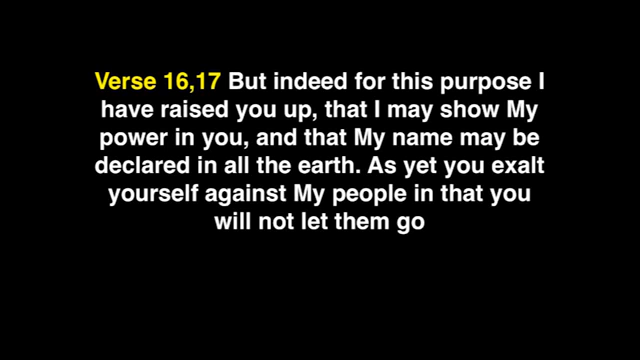 Verse 16,17 But indeed for this purpose I
have raised you up, that I may show My
power in you, and that My name may be
declared in all the earth. As yet you exalt
yourself against My people in that you
will not let them go